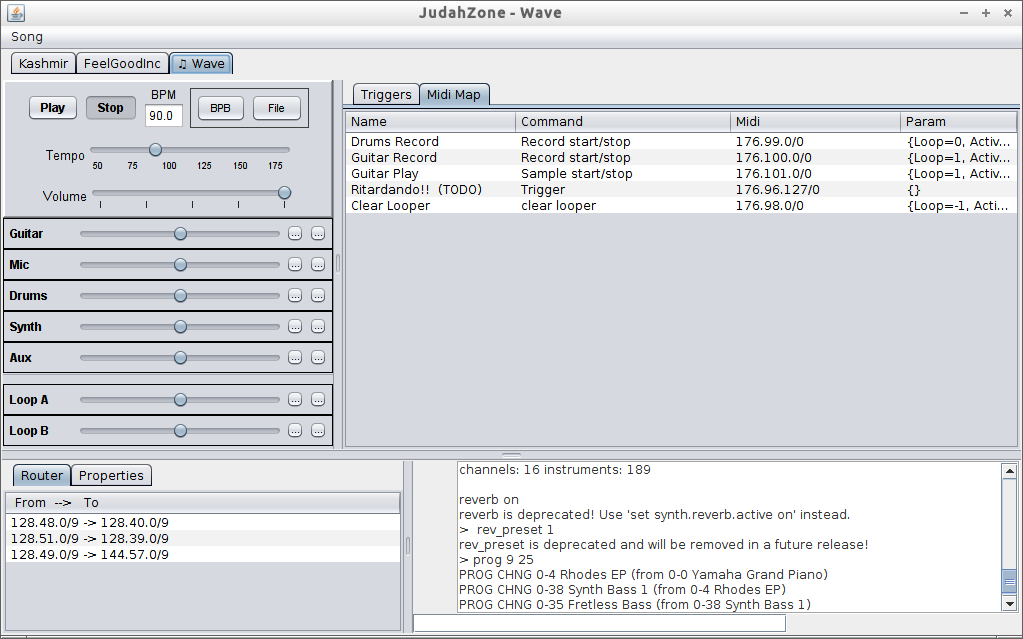 JudahZone - Wave
Song
Kashmir FeelGoodInc ♫ Wave
Play Stop BPM 90.0 BPB File
Tempo
50 75 100 125 150 175
Volume
Guitar ... ...
Mic ... ...
Drums ... ...
Synth ... ...
Aux ... ...
Loop A ... ...
Loop B ... ...
Triggers Midi Map
Name Command Midi Param
Drums Record Record start/stop 176.99.0/0 {Loop=0, Activ...
Guitar Record Record start/stop 176.100.0/0 {Loop=1, Activ...
Guitar Play Sample start/stop 176.101.0/0 {Loop=1, Activ...
Ritardando!! (TODO) Trigger 176.96.127/0 {}
Clear Looper clear looper 176.98.0/0 {Loop=-1, Acti...
Router Properties
From --> To
128.48.0/9 -> 128.40.0/9
128.51.0/9 -> 128.39.0/9
128.49.0/9 -> 144.57.0/9
channels: 16 instruments: 189
reverb on
reverb is deprecated! Use 'set synth.reverb.active on' instead.
> rev_preset 1
rev_preset is deprecated and will be removed in a future release!
> prog 9 25
PROG CHNG 0-4 Rhodes EP (from 0-0 Yamaha Grand Piano)
PROG CHNG 0-38 Synth Bass 1 (from 0-4 Rhodes EP)
PROG CHNG 0-35 Fretless Bass (from 0-38 Synth Bass 1)